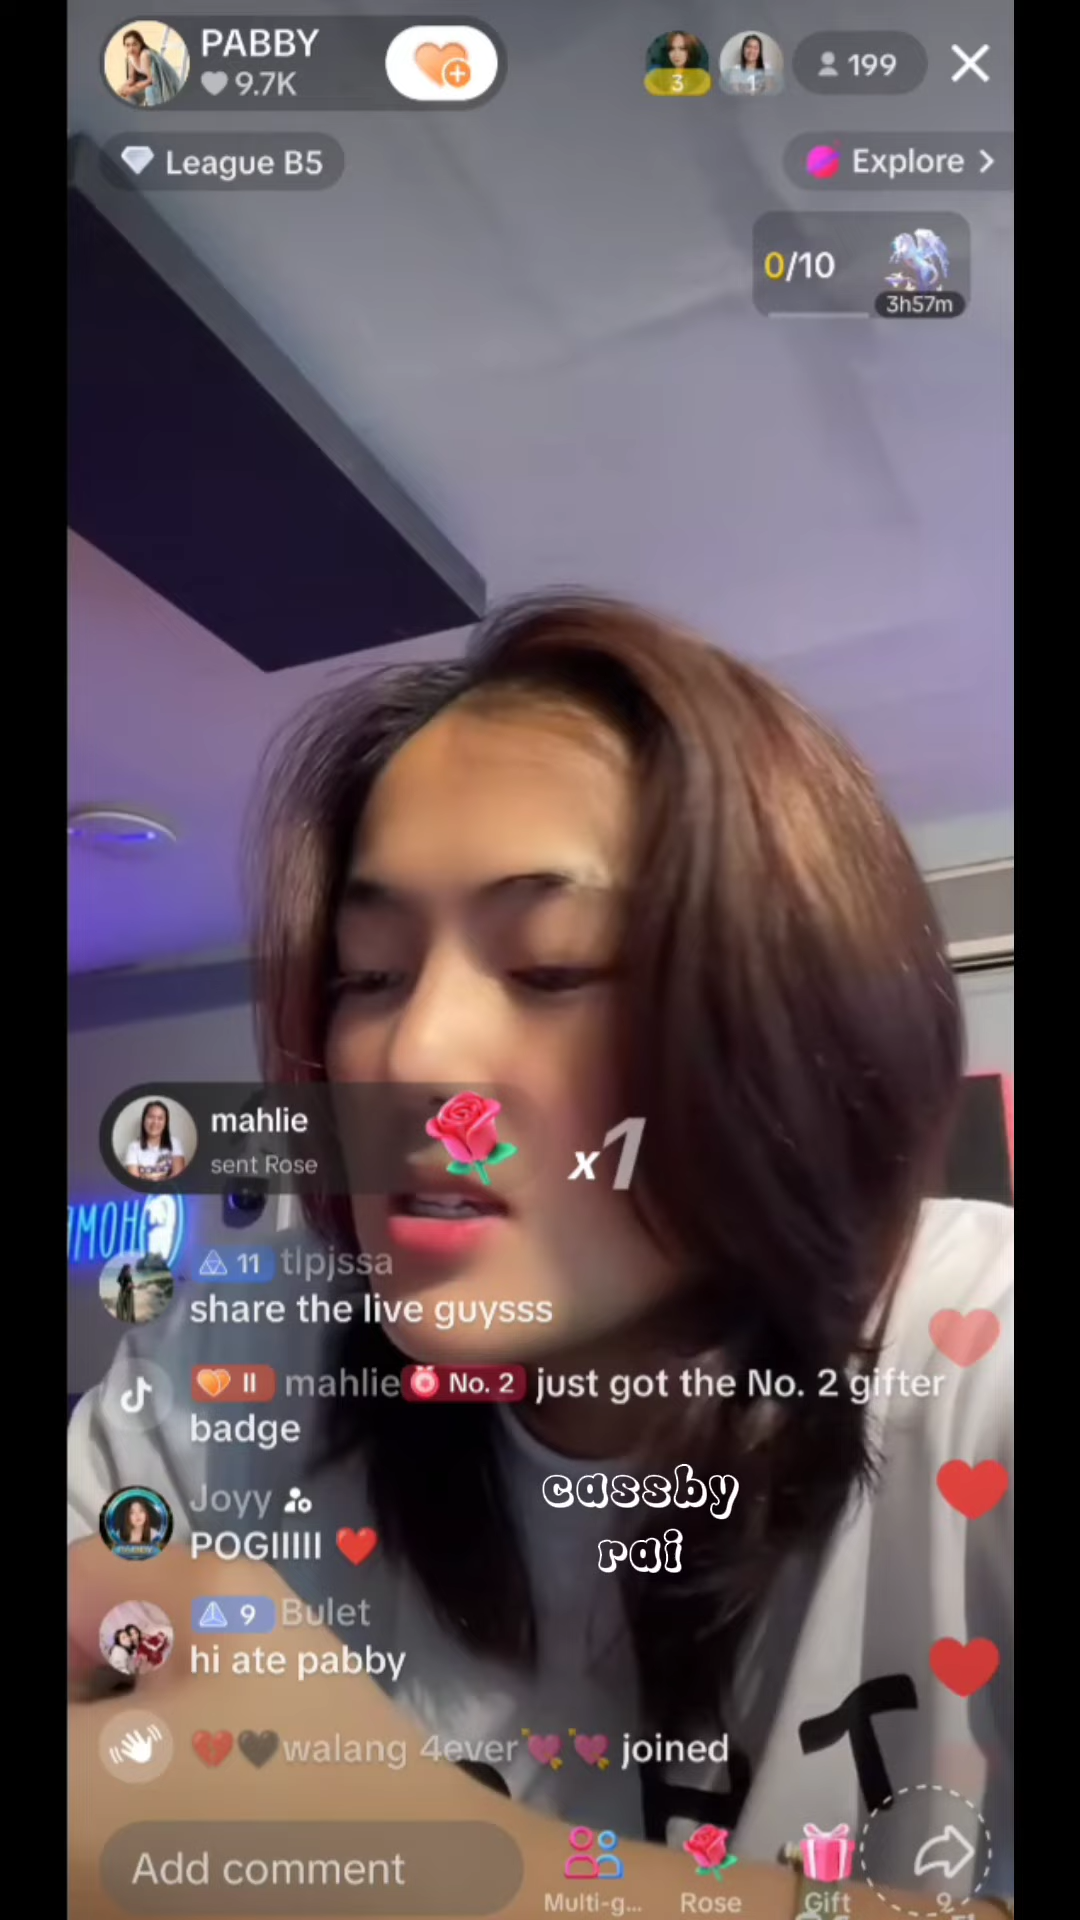 PABBY
9.7K
3
1
199
League B5
Explore
0/10
3h57m
mahlie
sent Rose
x1
11 tlpjssa
share the live guysss
II mahlie No. 2 just got the No. 2 gifter
badge
Joyy
POGIIIII
9 Bulet
hi ate pabby
walang 4ever joined
cassby
rai
Add comment
Multi-g...
Rose
Gift
9